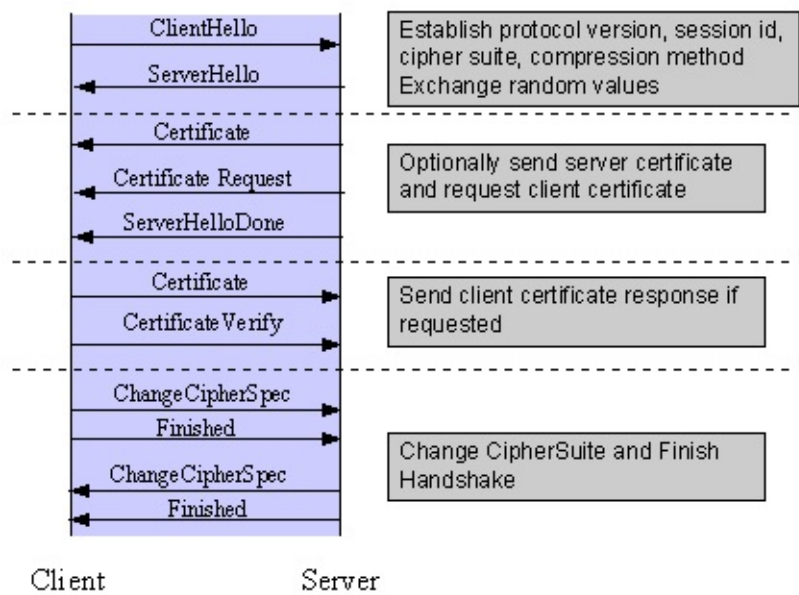 ClientHello
ServerHello
Establish protocol version, session id,
cipher suite, compression method
Exchange random values
Certificate
Certificate Request
ServerHelloDone
Optionally send server certificate
and request client certificate
Certificate
CertificateVerify
Send client certificate response if
requested
ChangeCipherSpec
Finished
ChangeCipherSpec
Finished
Change CipherSuite and Finish
Handshake
Client
Server